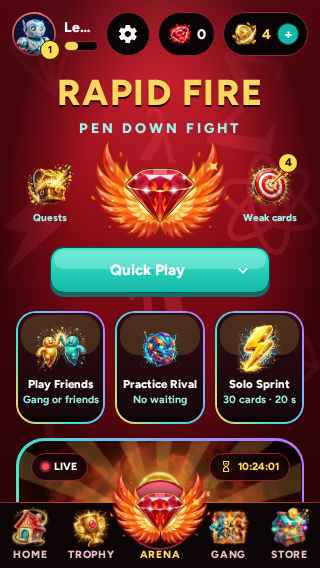 Le...
1
0
4
+
RAPID FIRE
PEN DOWN FIGHT
4
Quests
Weak cards
Quick Play
Play Friends
Gang or friends
Practice Rival
No waiting
Solo Sprint
30 cards · 20 s
LIVE
10:24:01
HOME
TROPHY
ARENA
GANG
STORE